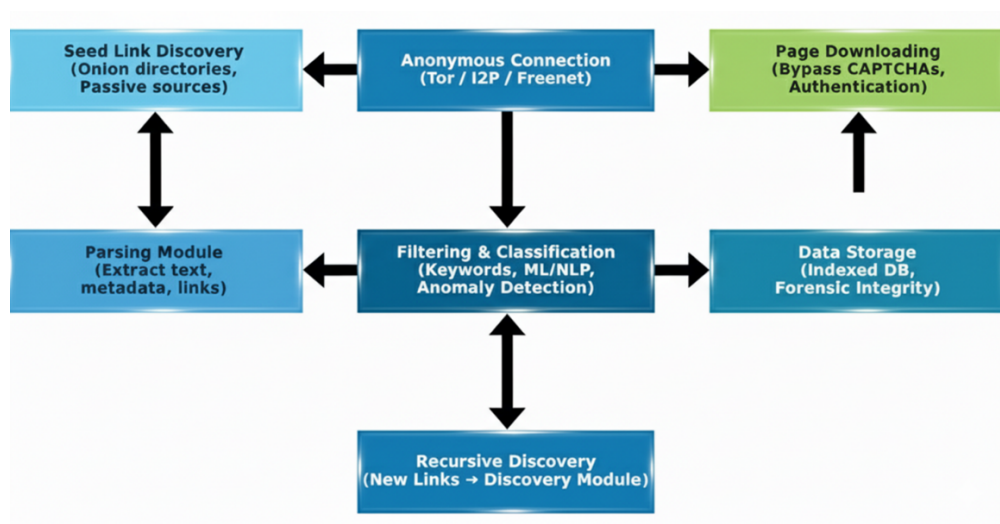 Seed Link Discovery
(Onion directories,
Passive sources)
Anonymous Connection
(Tor / I2P / Freenet)
Page Downloading
(Bypass CAPTCHAs,
Authentication)
Parsing Module
(Extract text,
metadata, links)
Filtering & Classification
(Keywords, ML/NLP,
Anomaly Detection)
Data Storage
(Indexed DB,
Forensic Integrity)
Recursive Discovery
(New Links → Discovery Module)